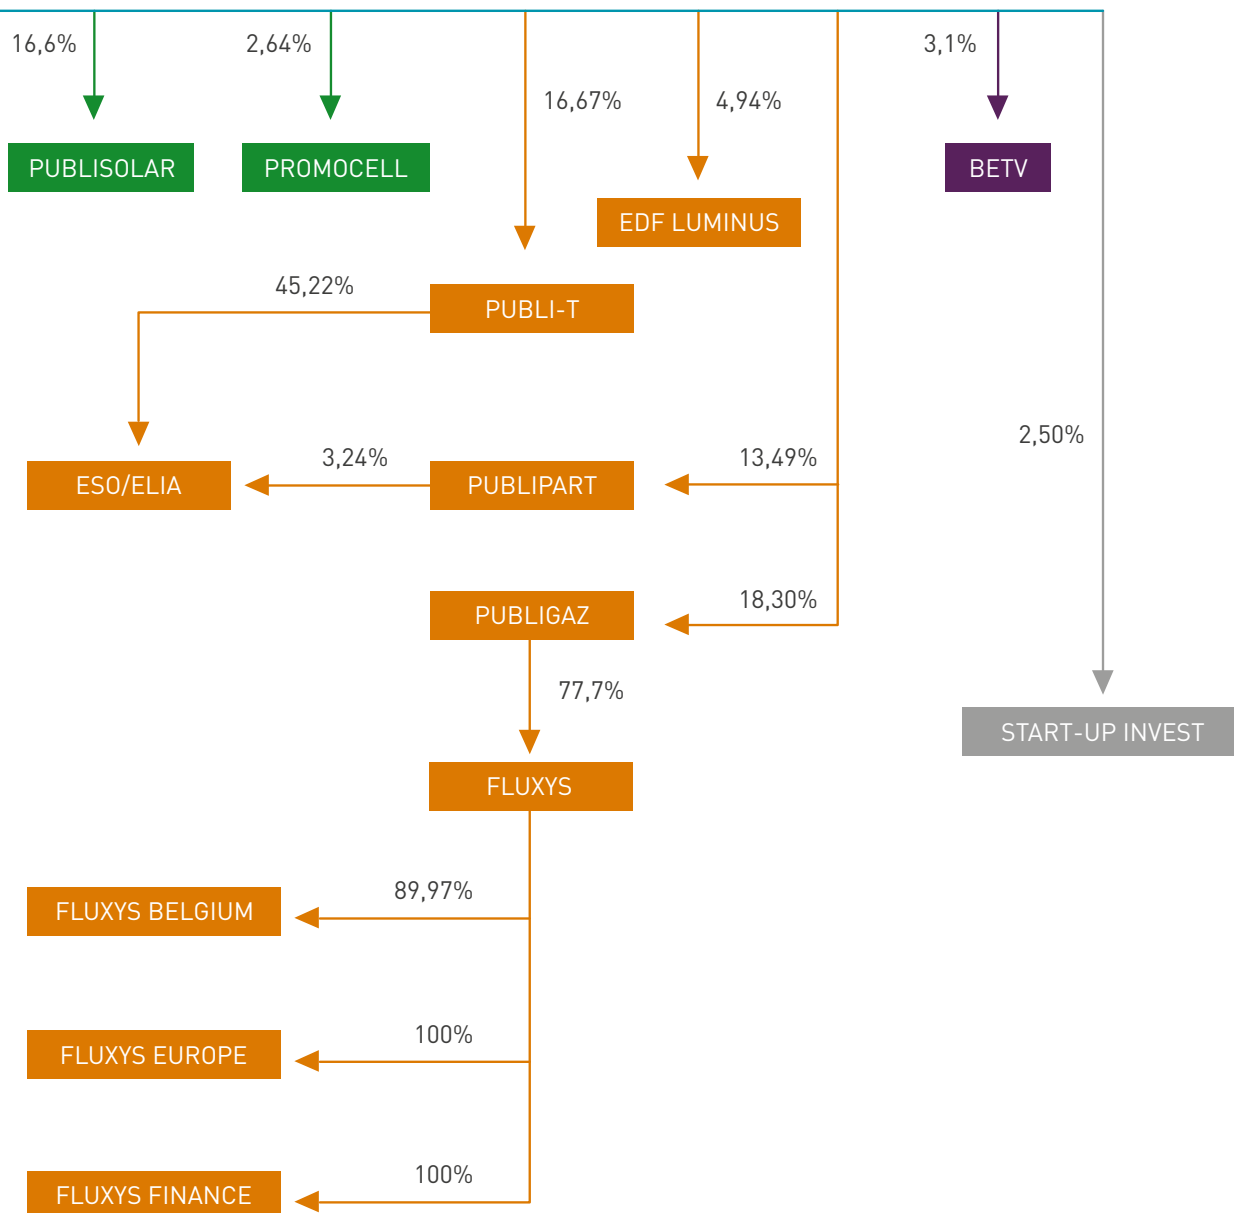 16,6%
2,64%
3,1%
16,67%
4,94%
PUBLISOLAR
PROMOCELL
BETV
EDF LUMINUS
45,22%
PUBLI-T
2,50%
3,24%
13,49%
ESO/ELIA
PUBLIPART
18,30%
PUBLIGAZ
77,7%
START-UP INVEST
FLUXYS
89,97%
FLUXYS BELGIUM
100%
FLUXYS EUROPE
100%
FLUXYS FINANCE